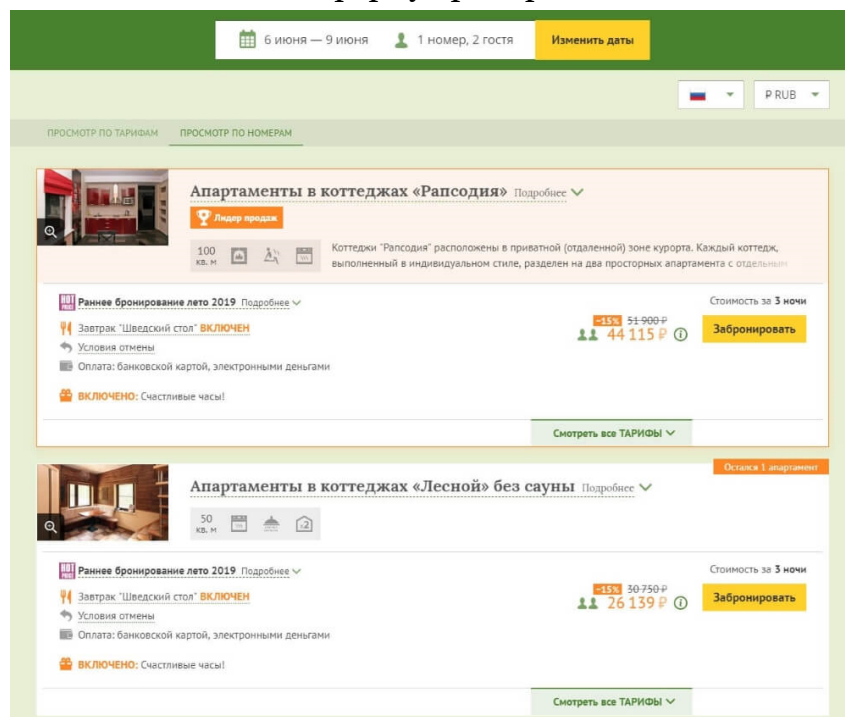 6 июня — 9 июня 1 номер, 2 гостя Изменить даты
₽ RUB
ПРОСМОТР ПО ТАРИФАМ ПРОСМОТР ПО НОМЕРАМ
Апартаменты в коттеджах «Рапсодия» Подробнее
Лидер продаж
100 кв. м
Коттеджи "Рапсодия" расположены в приватной (отдаленной) зоне курорта. Каждый коттедж,
выполненный в индивидуальном стиле, разделен на два просторных апартамента с отдельным
HOT PRICE Раннее бронирование лето 2019 Подробнее
Стоимость за 3 ночи
Завтрак "Шведский стол" ВКЛЮЧЕН
−15% 51 900 ₽
44 115 ₽
Забронировать
Условия отмены
Оплата: банковской картой, электронными деньгами
ВКЛЮЧЕНО: Счастливые часы!
Смотреть все ТАРИФЫ
Остался 1 апартамент
Апартаменты в коттеджах «Лесной» без сауны Подробнее
50 кв. м
x2
HOT PRICE Раннее бронирование лето 2019 Подробнее
Стоимость за 3 ночи
Завтрак "Шведский стол" ВКЛЮЧЕН
−15% 30 750 ₽
26 139 ₽
Забронировать
Условия отмены
Оплата: банковской картой, электронными деньгами
ВКЛЮЧЕНО: Счастливые часы!
Смотреть все ТАРИФЫ